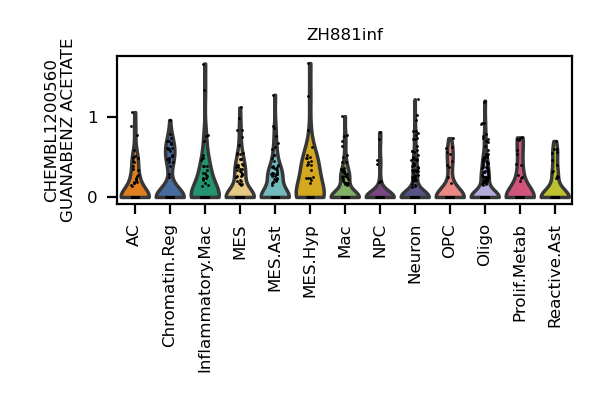 ZH881inf
CHEMBL1200560
GUANABENZ ACETATE
1
0
AC
Chromatin.Reg
Inflammatory.Mac
MES
MES.Ast
MES.Hyp
Mac
NPC
Neuron
OPC
Oligo
Prolif.Metab
Reactive.Ast